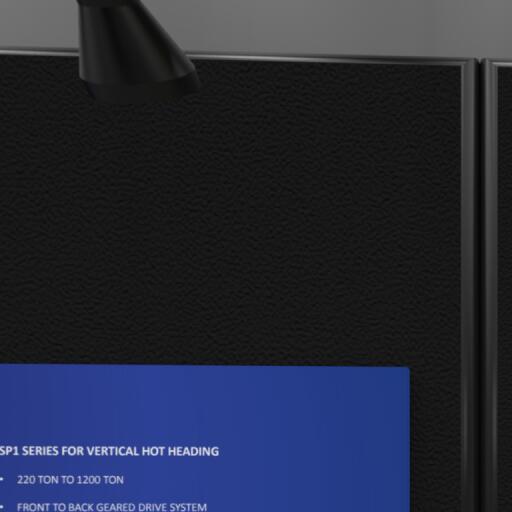 SP1 SERIES FOR VERTICAL HOT HEADING
• 220 TON TO 1200 TON
• FRONT TO BACK GEARED DRIVE SYSTEM